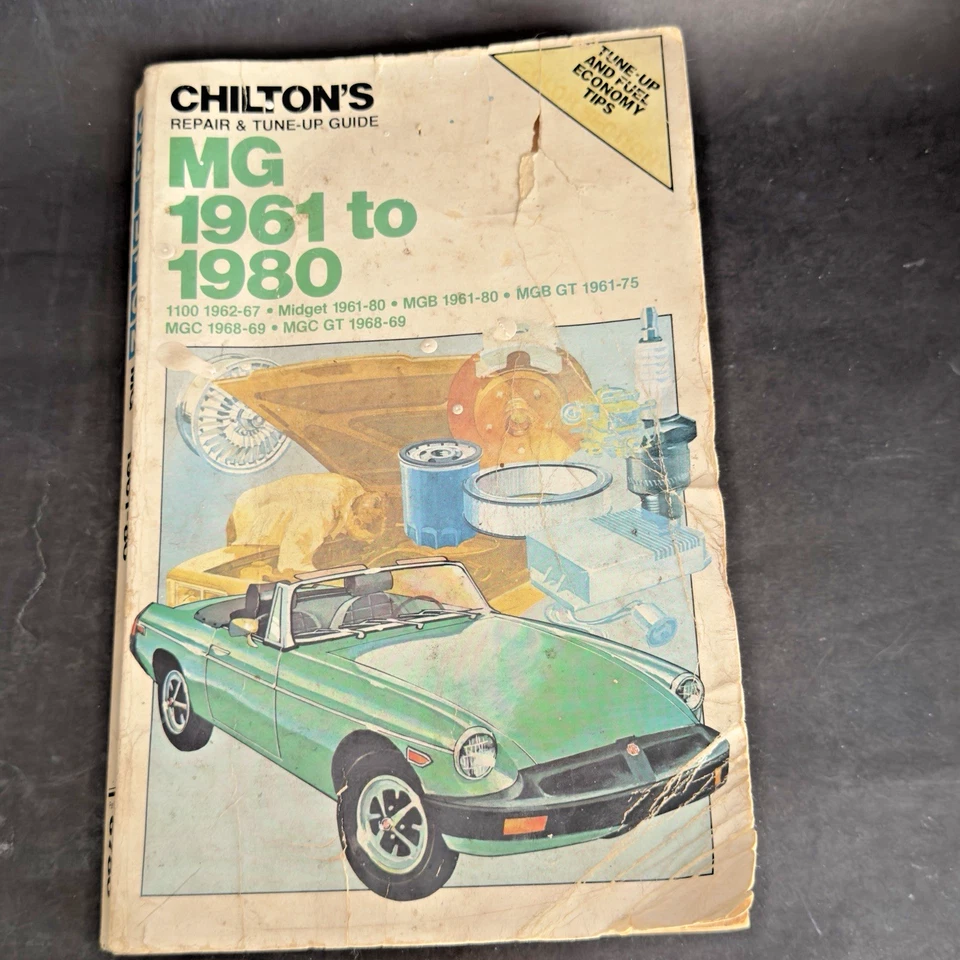 CHILTON'S
REPAIR & TUNE-UP GUIDE
MG
1961 to
1980
1100 1962-67 • Midget 1961-80 • MGB 1961-80 • MGB GT 1961-75
MGC 1968-69 • MGC GT 1968-69
TUNE-UP
AND FUEL
ECONOMY
TIPS